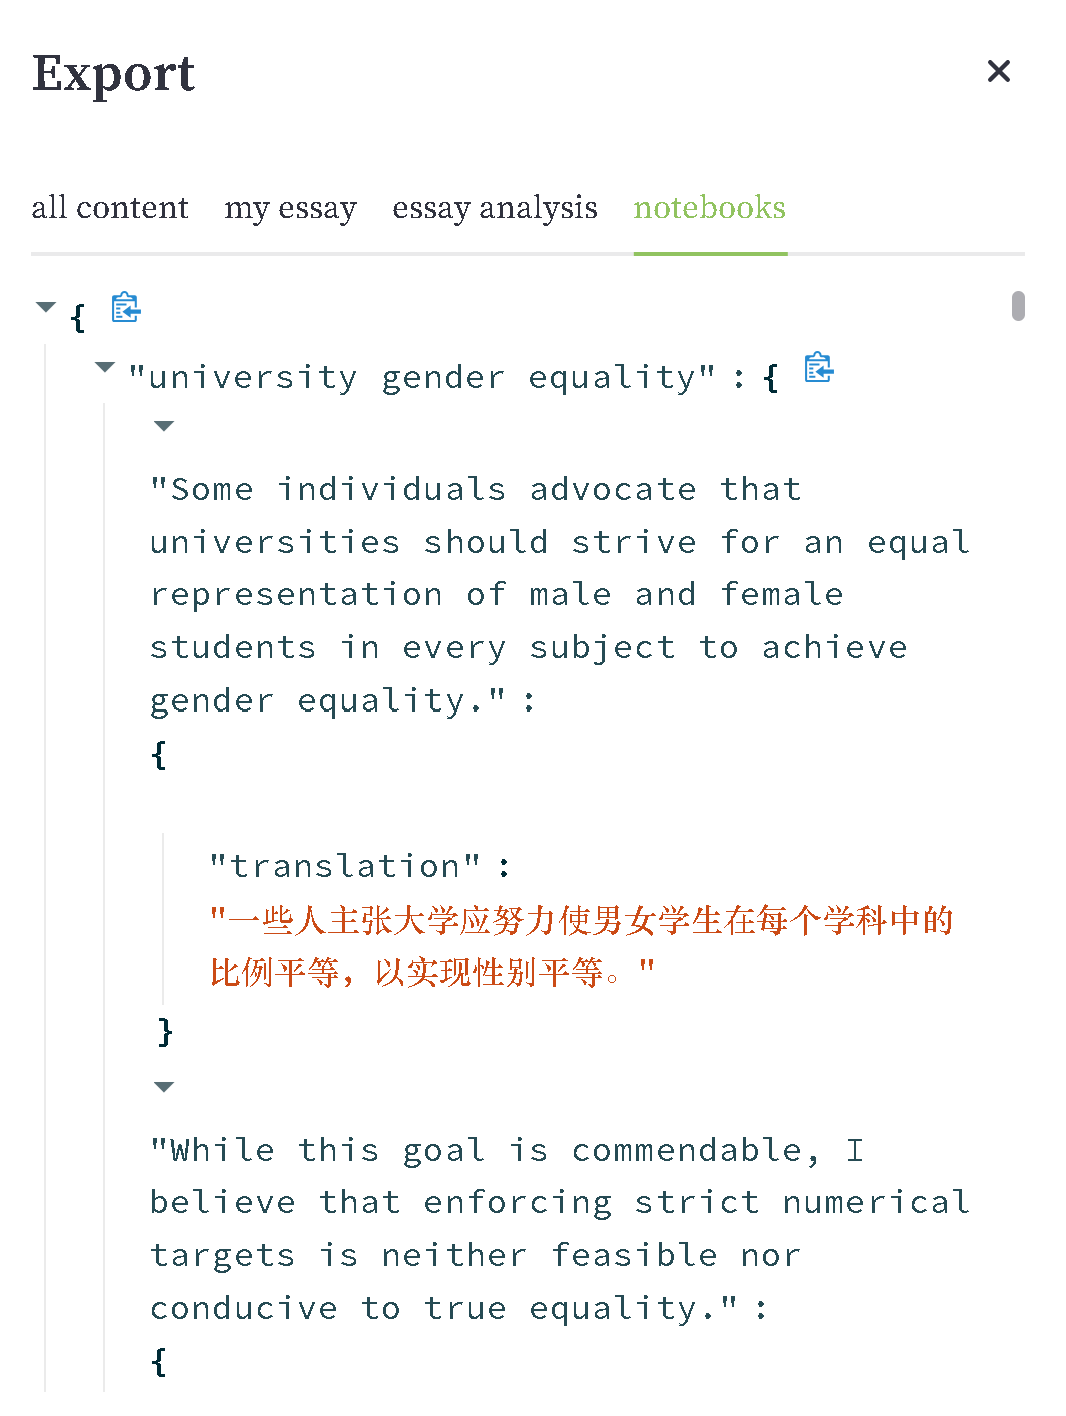 Export
all content my essay essay analysis notebooks
{
"university gender equality" : {
"Some individuals advocate that
universities should strive for an equal
representation of male and female
students in every subject to achieve
gender equality." :
{
"translation" :
"一些人主张大学应努力使男女学生在每个学科中的
比例平等，以实现性别平等。"
}
"While this goal is commendable, I
believe that enforcing strict numerical
targets is neither feasible nor
conducive to true equality." :
{